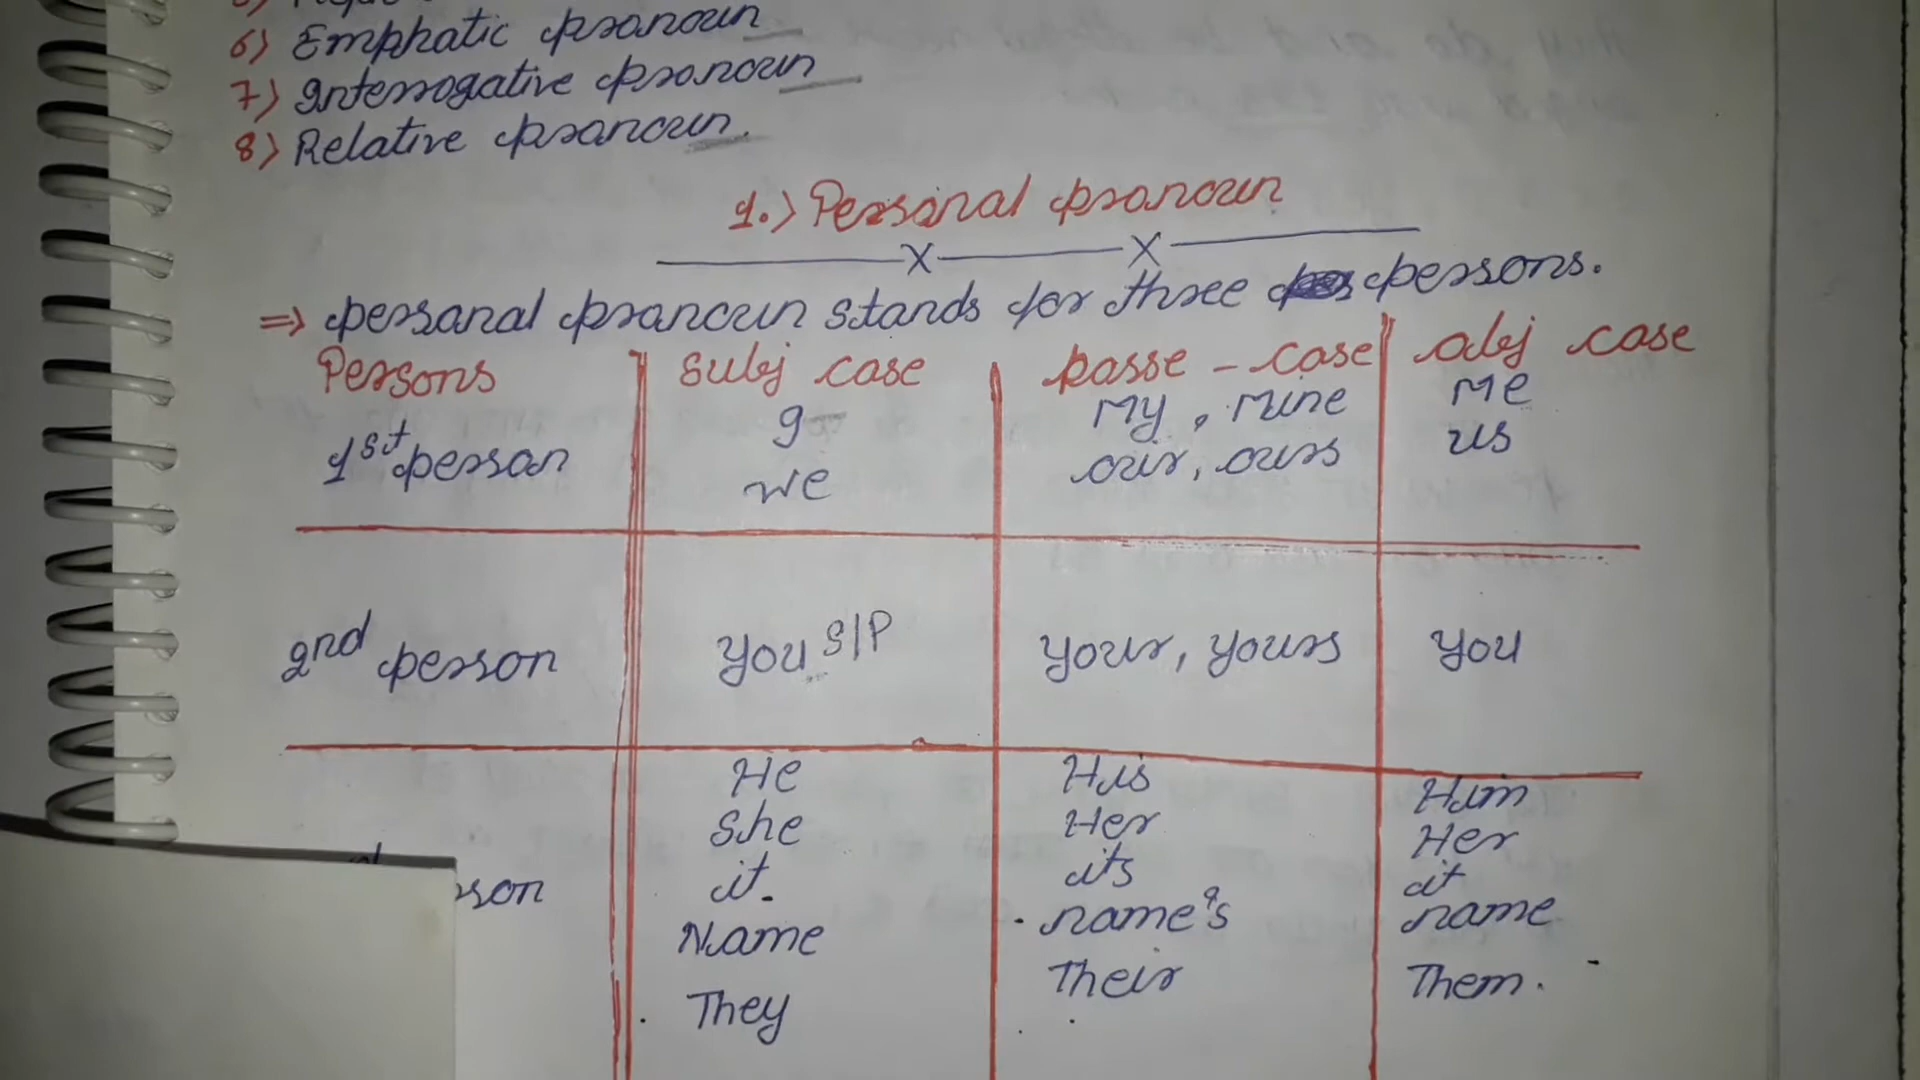 6) Emphatic pronoun
7) Interrogative pronoun
8) Relative pronoun.
1.) Personal pronoun
⇒ personal pronoun stands for three persons.
Persons subj case posse - case obj case
1st person I my, mine me
we our, ours us
2nd person you S/P your, yours you
He His Him
She Her Her
it. its it
Name name's name
They Their Them.